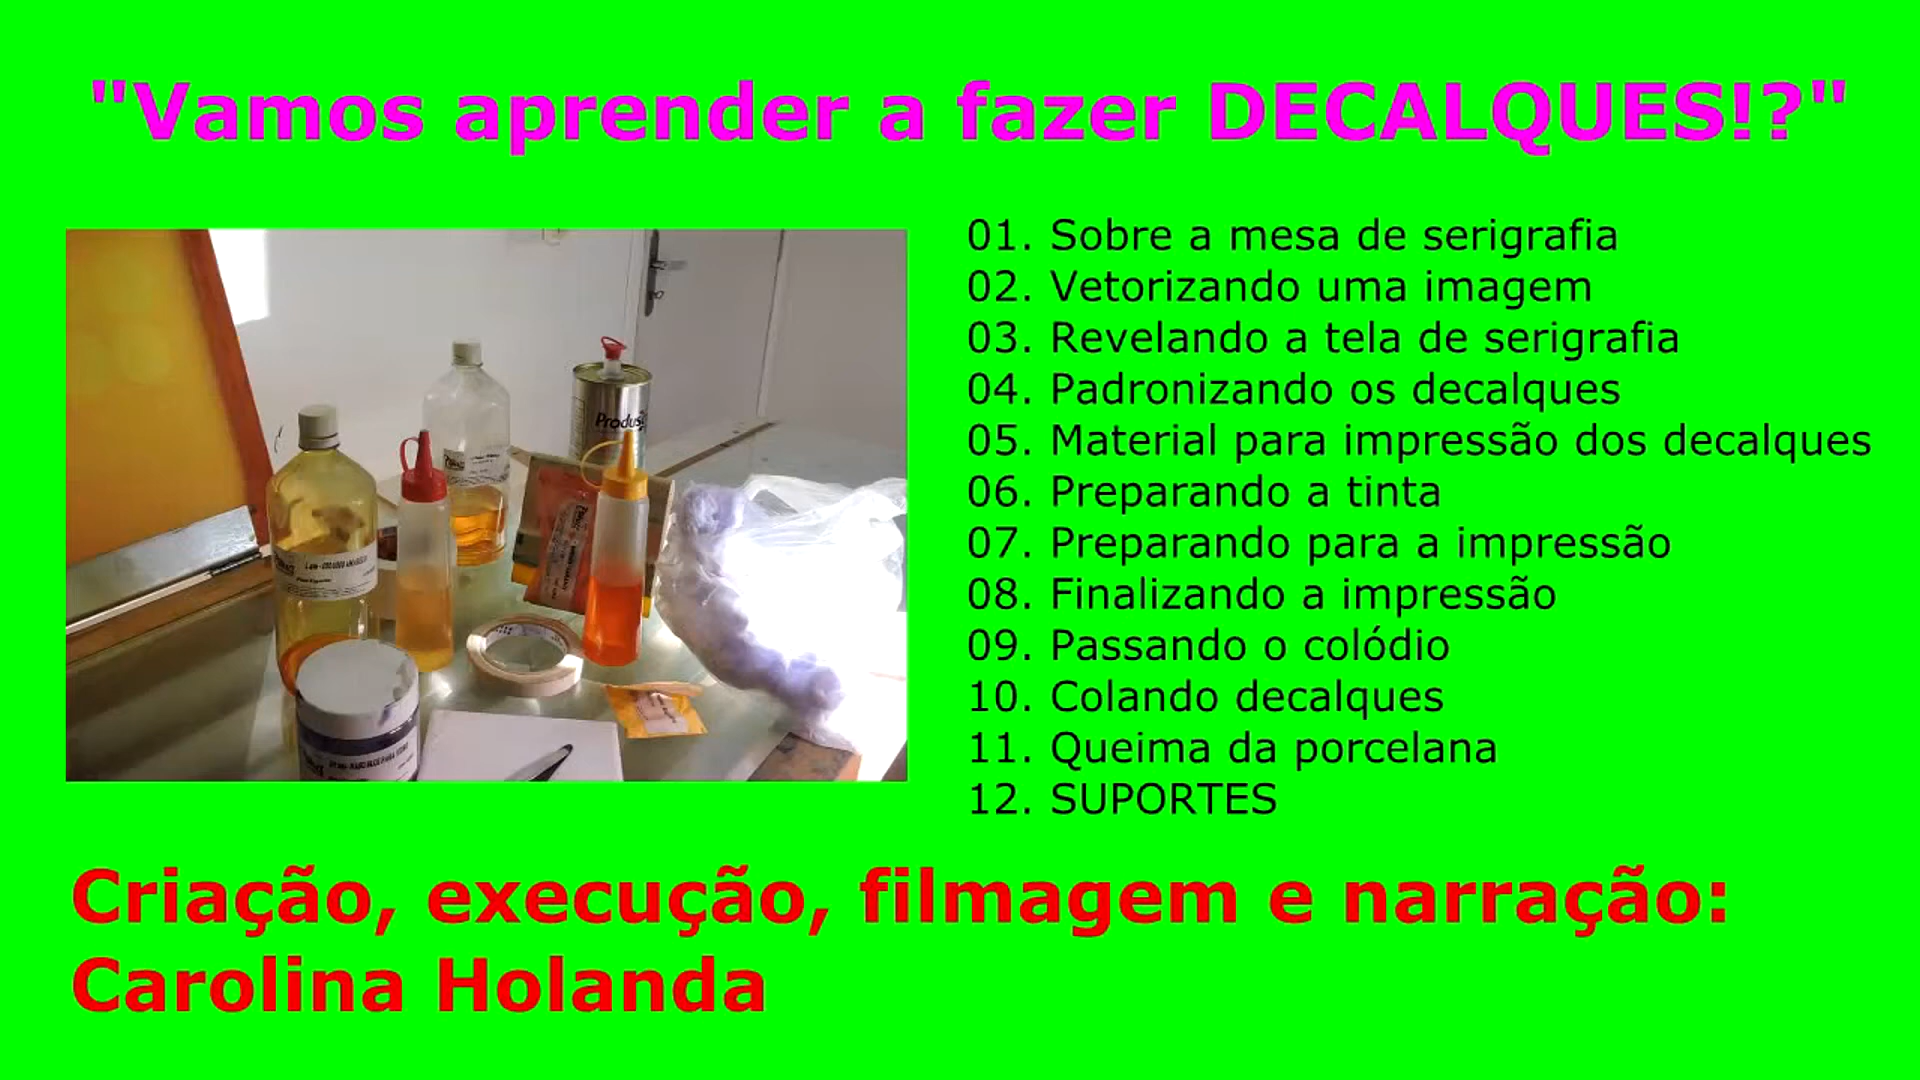 "Vamos aprender a fazer DECALQUES!?"
01. Sobre a mesa de serigrafia
02. Vetorizando uma imagem
03. Revelando a tela de serigrafia
04. Padronizando os decalques
05. Material para impressão dos decalques
06. Preparando a tinta
07. Preparando para a impressão
08. Finalizando a impressão
09. Passando o colódio
10. Colando decalques
11. Queima da porcelana
12. SUPORTES
Criação, execução, filmagem e narração:
Carolina Holanda